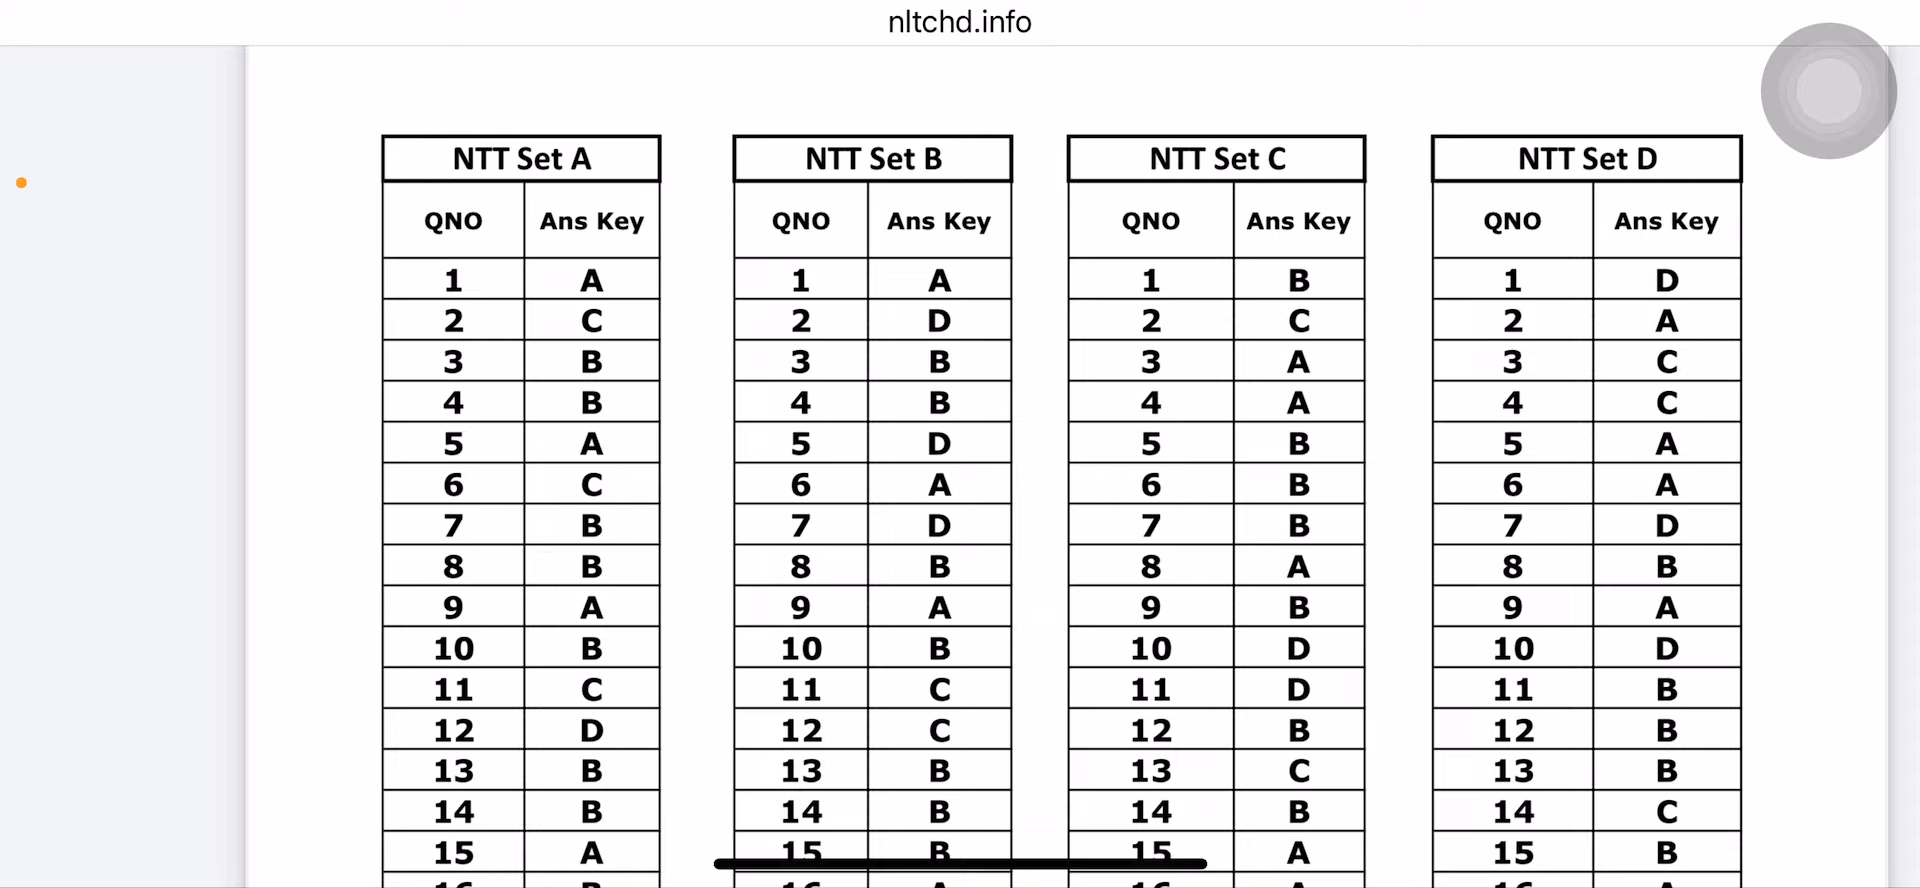 nltchd.info
NTT Set A NTT Set B NTT Set C NTT Set D
QNO Ans Key QNO Ans Key QNO Ans Key QNO Ans Key
1 A 1 A 1 B 1 D
2 C 2 D 2 C 2 A
3 B 3 B 3 A 3 C
4 B 4 B 4 A 4 C
5 A 5 D 5 B 5 A
6 C 6 A 6 B 6 A
7 B 7 D 7 B 7 D
8 B 8 B 8 A 8 B
9 A 9 A 9 B 9 A
10 B 10 B 10 D 10 D
11 C 11 C 11 D 11 B
12 D 12 C 12 B 12 B
13 B 13 B 13 C 13 B
14 B 14 B 14 B 14 C
15 A 15 B 15 A 15 B